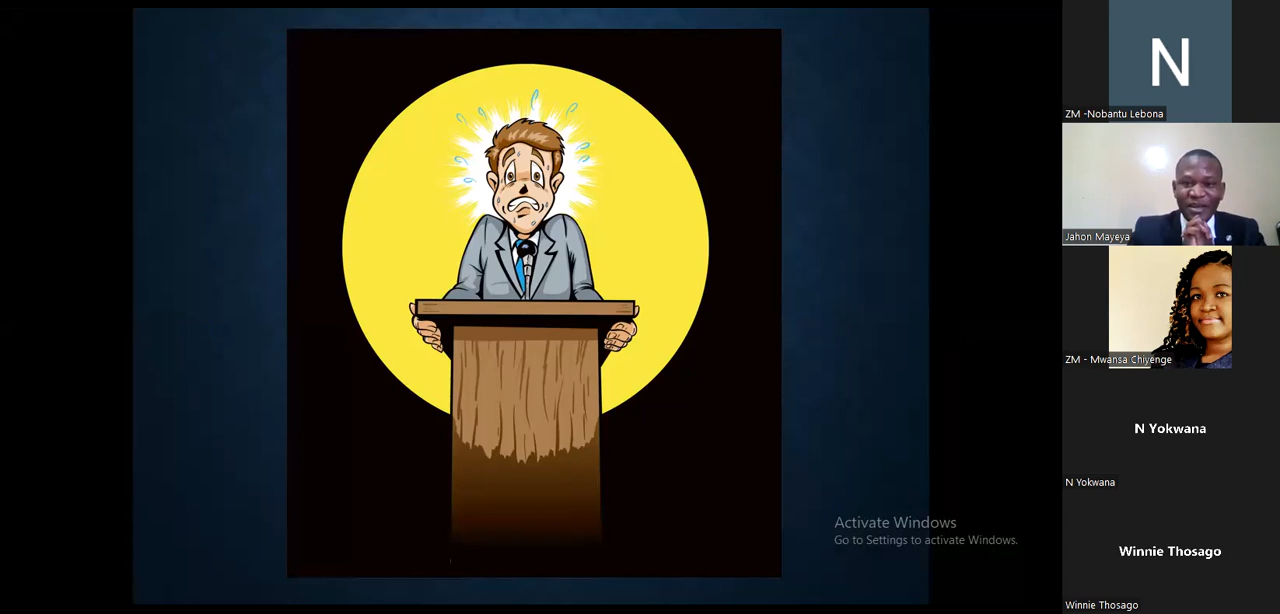 N
ZM -Nobantu Lebona
Jahon Mayeya
ZM - Mwansa Chiyenge
N Yokwana
N Yokwana
Winnie Thosago
Winnie Thosago
Activate Windows
Go to Settings to activate Windows.